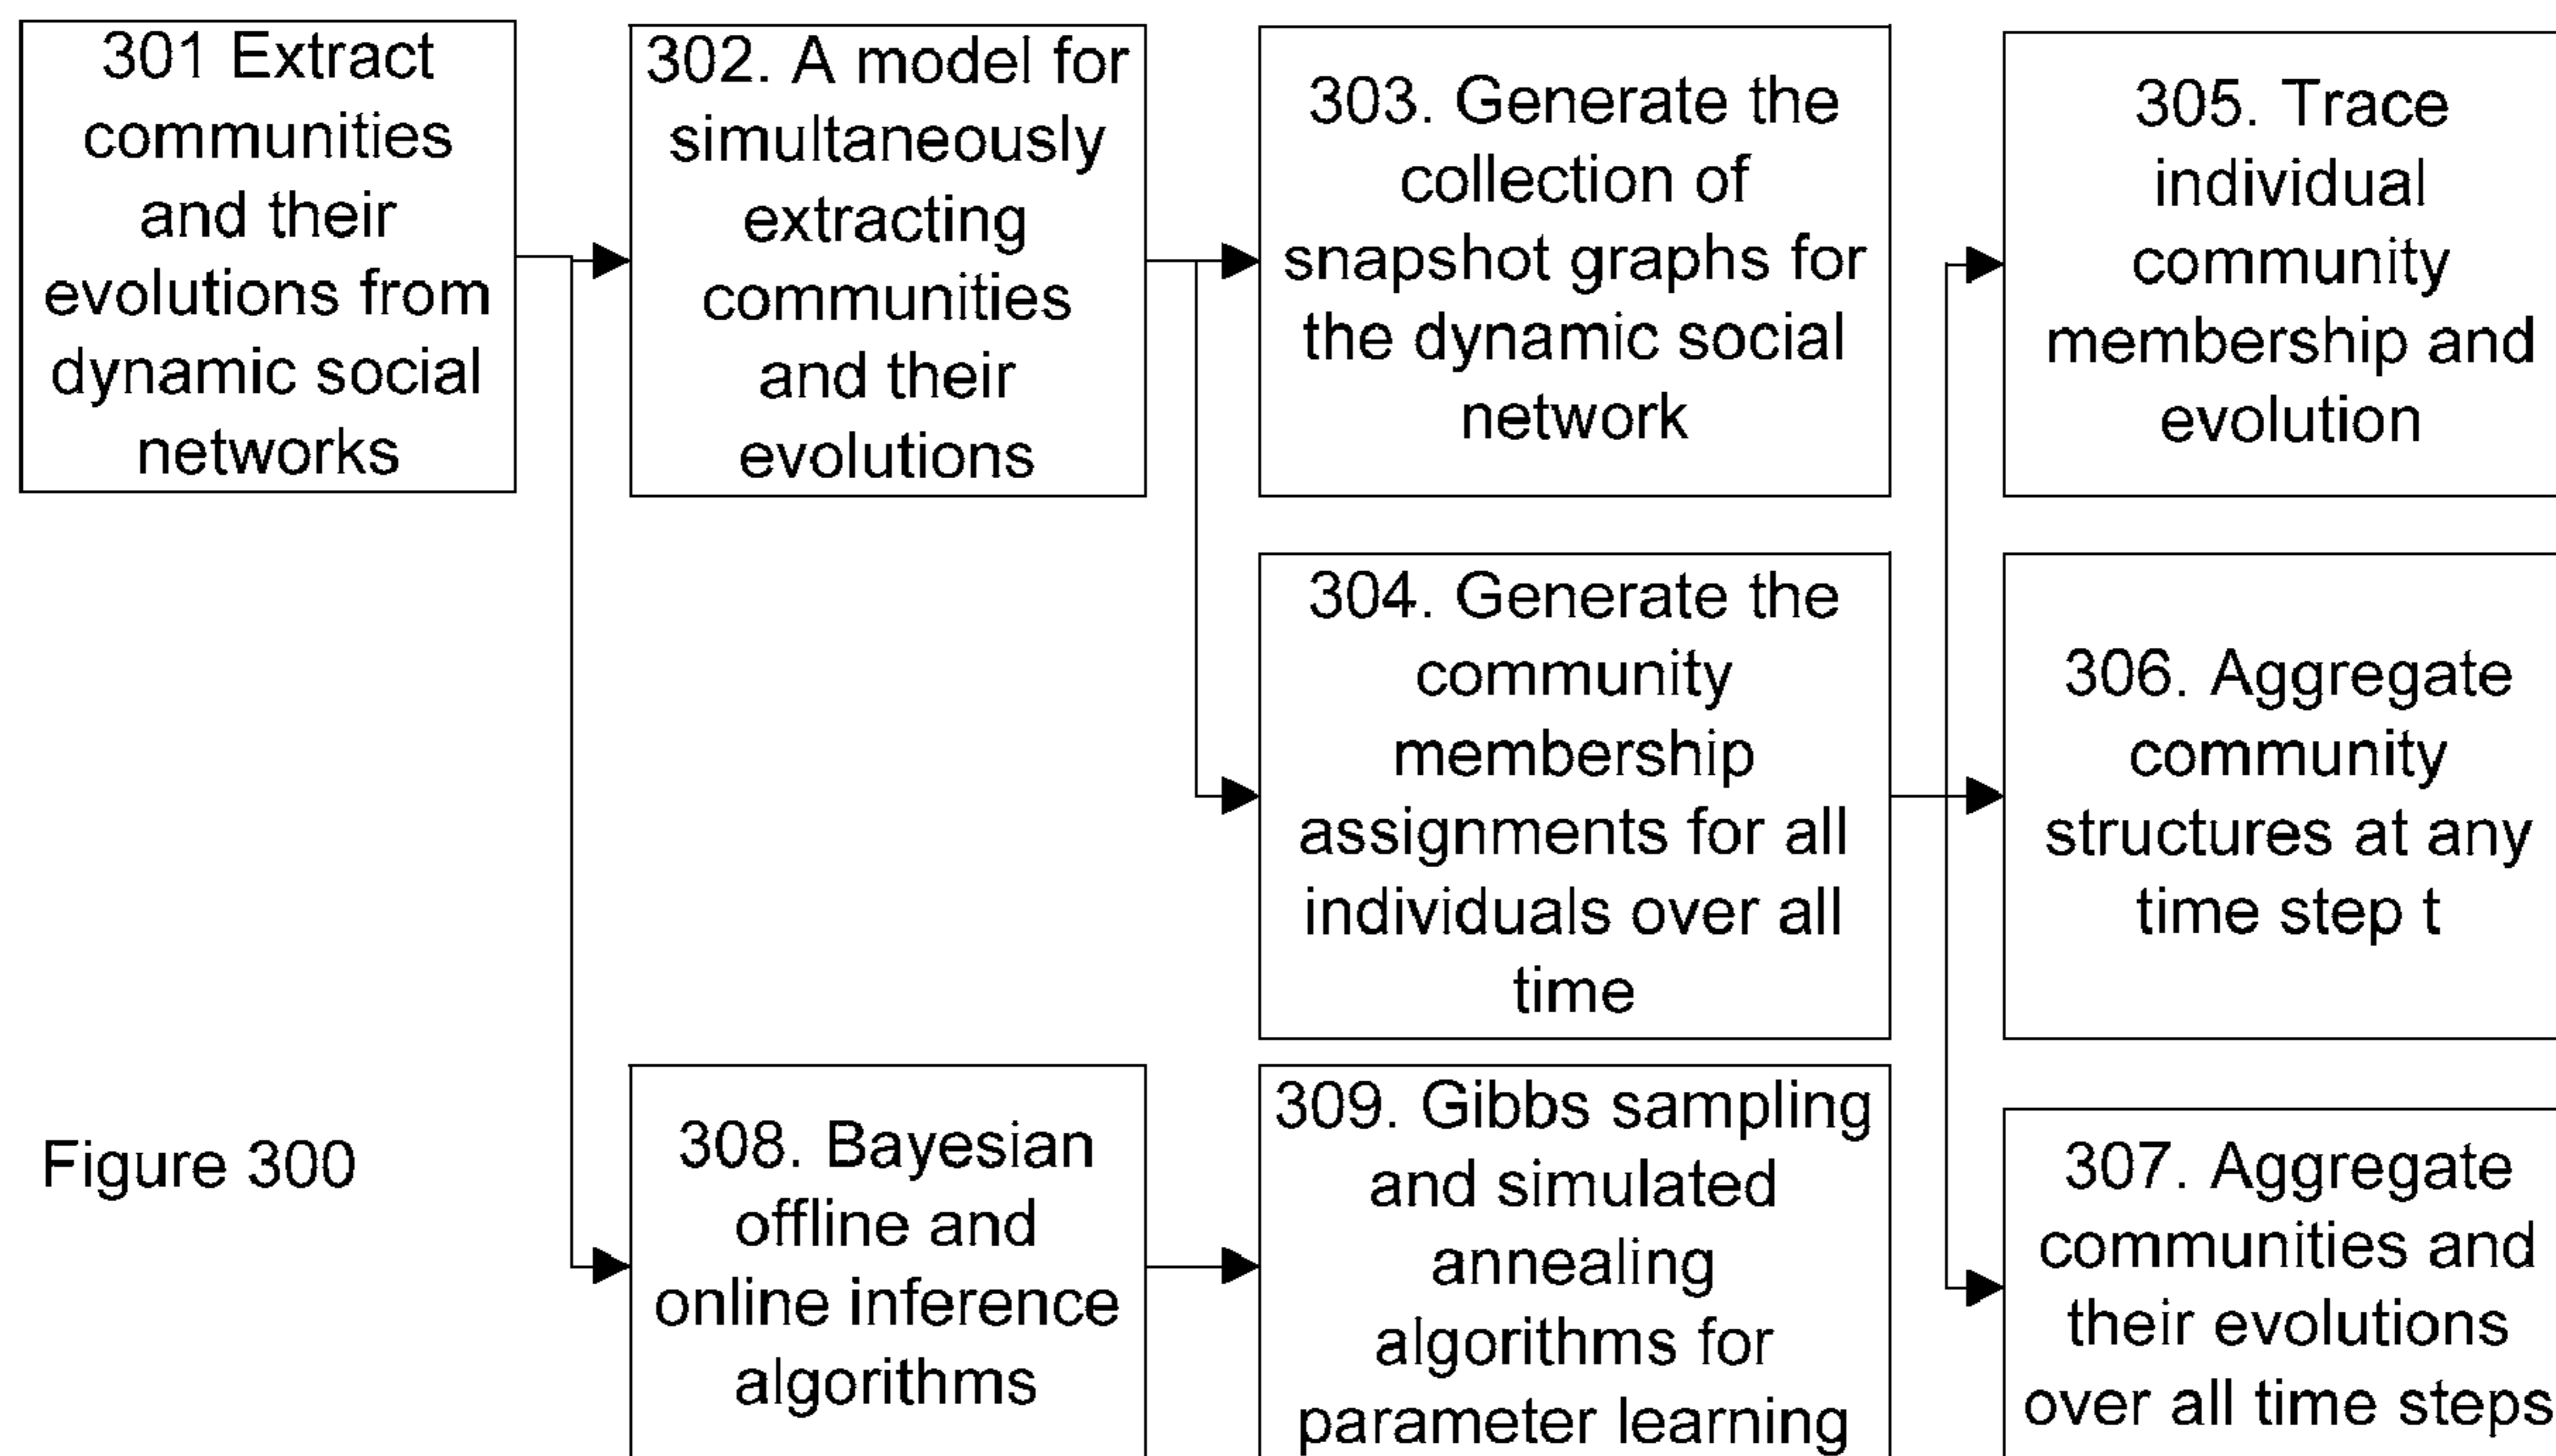 301 Extract
communities
and their
evolutions from
dynamic social
networks
302. A model for
simultaneously
extracting
communities
and their
evolutions
303. Generate the
collection of
snapshot graphs for
the dynamic social
network
304. Generate the
community
membership
assignments for all
individuals over all
time
305. Trace
individual
community
membership and
evolution
306. Aggregate
community
structures at any
time step t
307. Aggregate
communities and
their evolutions
over all time steps
308. Bayesian
offline and
online inference
algorithms
309. Gibbs sampling
and simulated
annealing
algorithms for
parameter learning
Figure 300